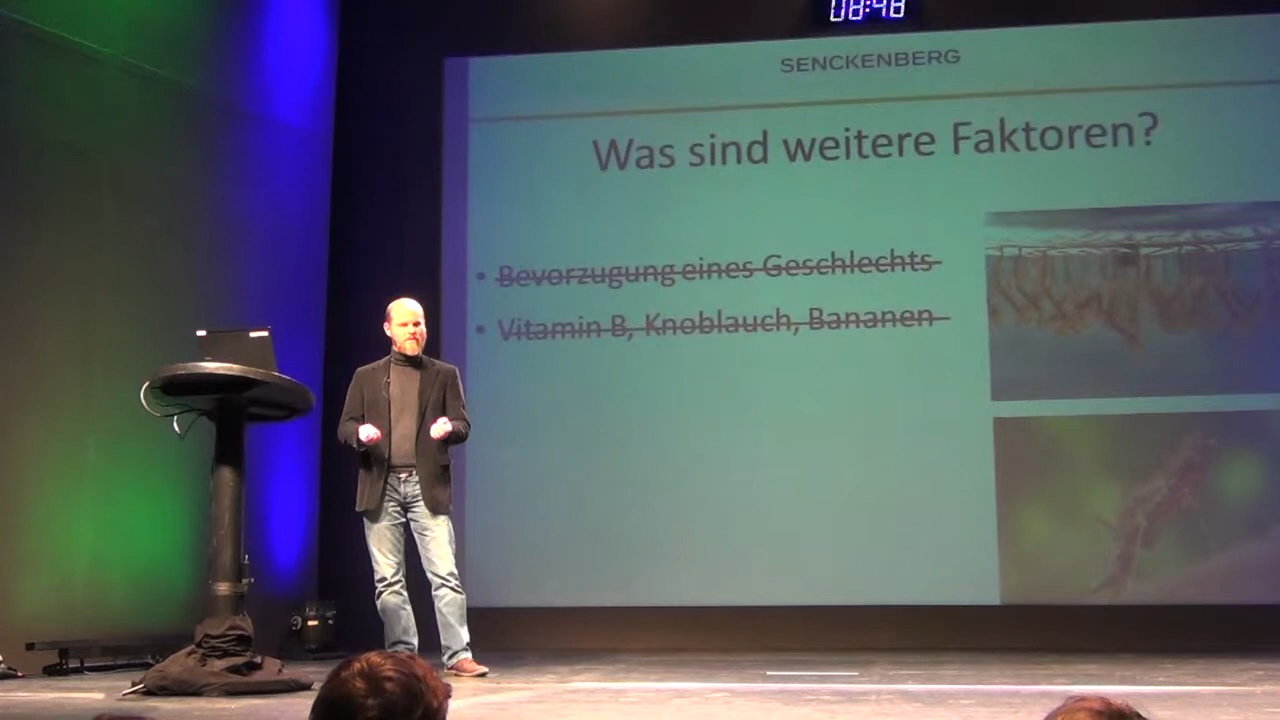 08:48
SENCKENBERG
Was sind weitere Faktoren?
• Bevorzugung eines Geschlechts
• Vitamin B, Knoblauch, Bananen